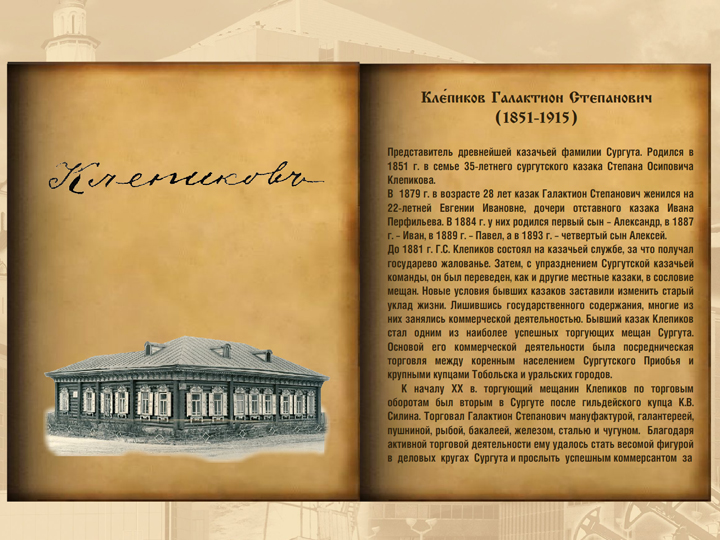 Клепиковъ
Кле́пиков Галактион Степанович
(1851-1915)
Представитель древнейшей казачьей фамилии Сургута. Родился в
1851 г. в семье 35-летнего сургутского казака Степана Осиповича
Клепикова.
В 1879 г. в возрасте 28 лет казак Галактион Степанович женился на
22-летней Евгении Ивановне, дочери отставного казака Ивана
Перфильева. В 1884 г. у них родился первый сын – Александр, в 1887
г. - Иван, в 1889 г. - Павел, а в 1893 г. - четвертый сын Алексей.
До 1881 г. Г.С. Клепиков состоял на казачьей службе, за что получал
государево жалованье. Затем, с упразднением Сургутской казачьей
команды, он был переведен, как и другие местные казаки, в сословие
мещан. Новые условия бывших казаков заставили изменить старый
уклад жизни. Лишившись государственного содержания, многие из
них занялись коммерческой деятельностью. Бывший казак Клепиков
стал одним из наиболее успешных торгующих мещан Сургута.
Основой его коммерческой деятельности была посредническая
торговля между коренным населением Сургутского Приобья и
крупными купцами Тобольска и уральских городов.
К началу XX в. торгующий мещанин Клепиков по торговым
оборотам был вторым в Сургуте после гильдейского купца К.В.
Силина. Торговал Галактион Степанович мануфактурой, галантереей,
пушниной, рыбой, бакалеей, железом, сталью и чугуном. Благодаря
активной торговой деятельности ему удалось стать весомой фигурой
в деловых кругах Сургута и прослыть успешным коммерсантом за